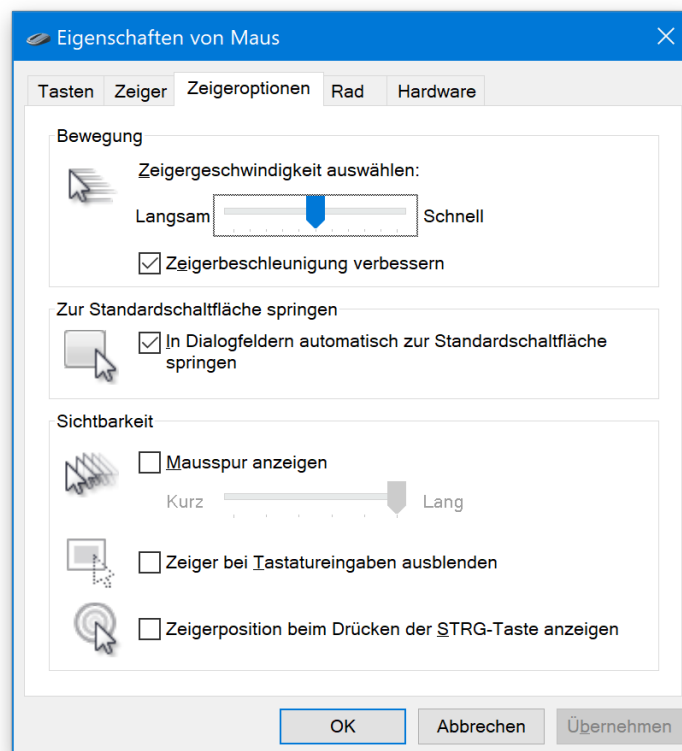 Eigenschaften von Maus
Tasten Zeiger Zeigeroptionen Rad Hardware
Bewegung
Zeigergeschwindigkeit auswählen:
Langsam Schnell
Zeigerbeschleunigung verbessern
Zur Standardschaltfläche springen
In Dialogfeldern automatisch zur Standardschaltfläche
springen
Sichtbarkeit
Mausspur anzeigen
Kurz Lang
Zeiger bei Tastatureingaben ausblenden
Zeigerposition beim Drücken der STRG-Taste anzeigen
OK Abbrechen Übernehmen